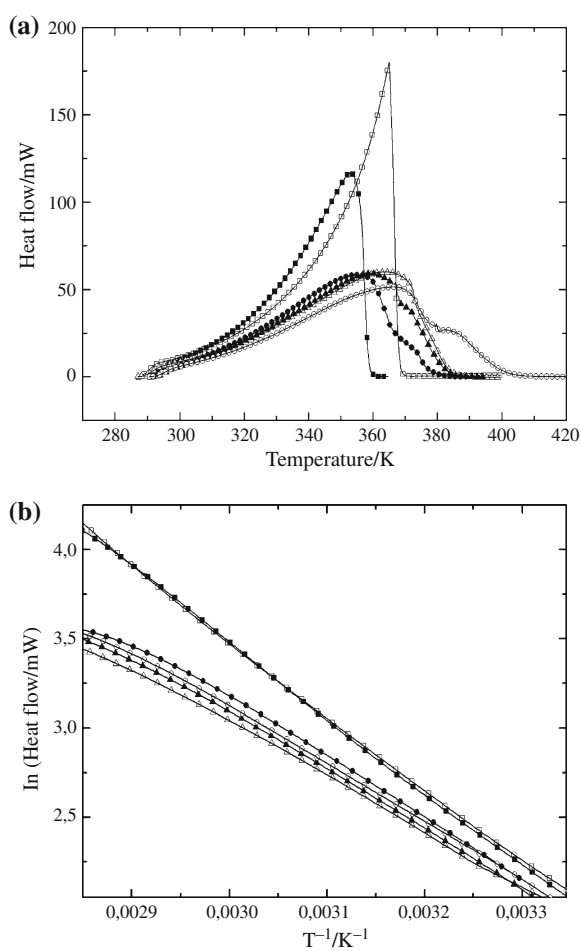 (a)
200
150
100
50
0
Heat flow/mW
280 300 320 340 360 380 400 420
Temperature/K
(b)
4,0
3,5
3,0
2,5
ln (Heat flow/mW)
0,0029 0,0030 0,0031 0,0032 0,0033
T⁻¹/K⁻¹